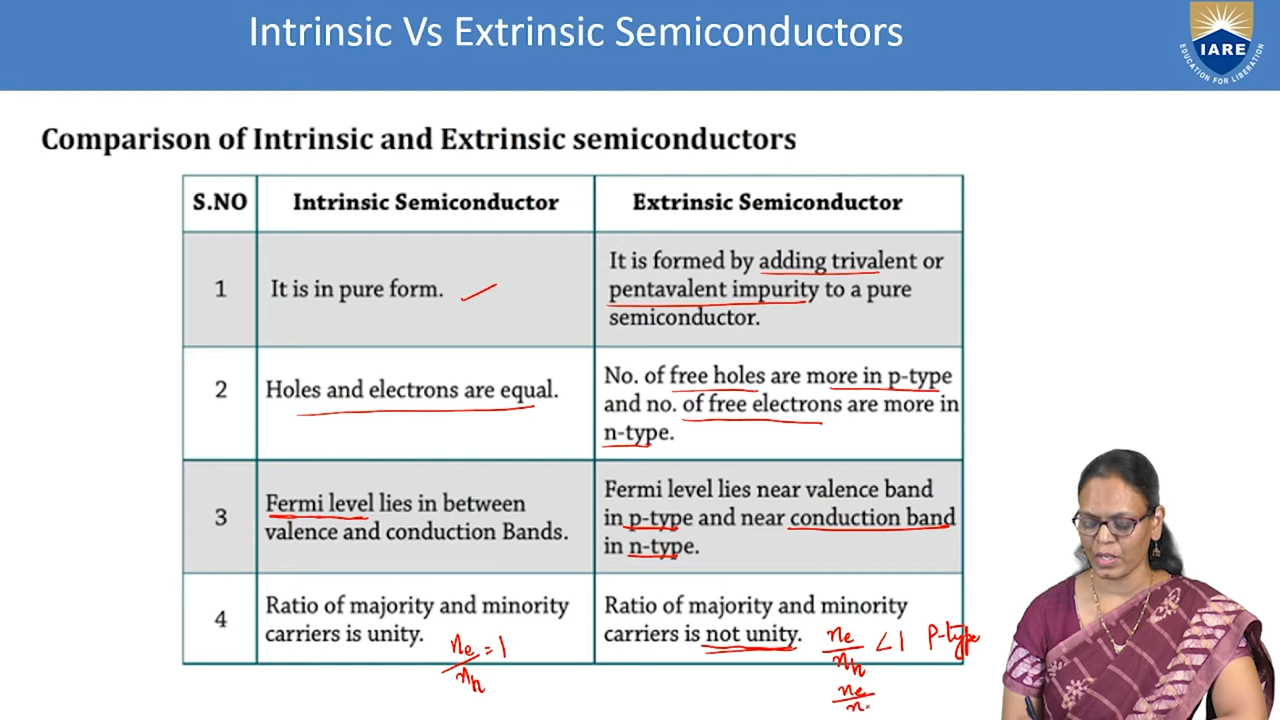 Intrinsic Vs Extrinsic Semiconductors
IARE
EDUCATION FOR LIBERATION
Comparison of Intrinsic and Extrinsic semiconductors
S.NO
Intrinsic Semiconductor
Extrinsic Semiconductor
1
It is in pure form.
It is formed by adding trivalent or
pentavalent impurity to a pure
semiconductor.
2
Holes and electrons are equal.
No. of free holes are more in p-type
and no. of free electrons are more in
n-type.
3
Fermi level lies in between
valence and conduction Bands.
Fermi level lies near valence band
in p-type and near conduction band
in n-type.
4
Ratio of majority and minority
carriers is unity.
ne/nh = 1
Ratio of majority and minority
carriers is not unity.
ne/nh < 1 P-type
ne/n